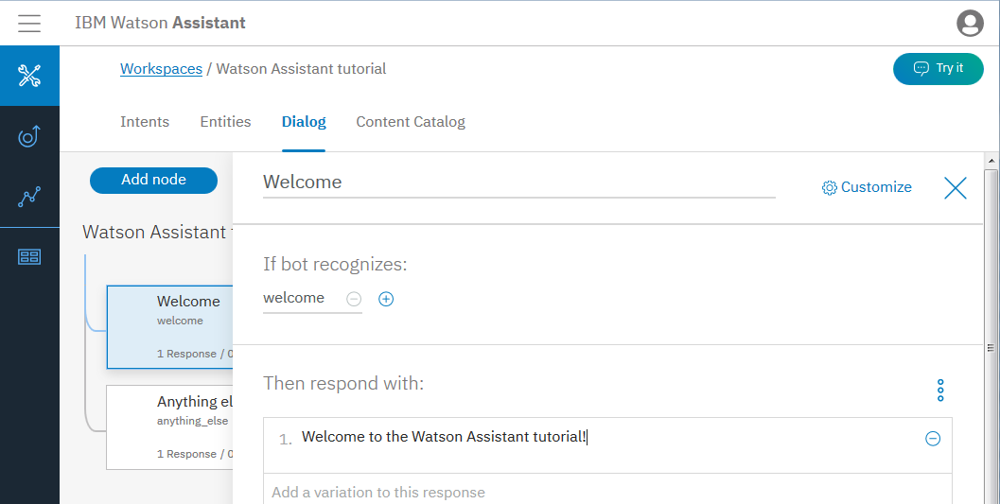 IBM Watson Assistant
Workspaces / Watson Assistant tutorial
Try it
Intents Entities Dialog Content Catalog
Add node
Welcome
Customize
Watson Assistant
If bot recognizes:
welcome
Welcome
welcome
1 Response / 0
Then respond with:
Anything el
anything_else
1 Response / 0
1. Welcome to the Watson Assistant tutorial!
Add a variation to this response